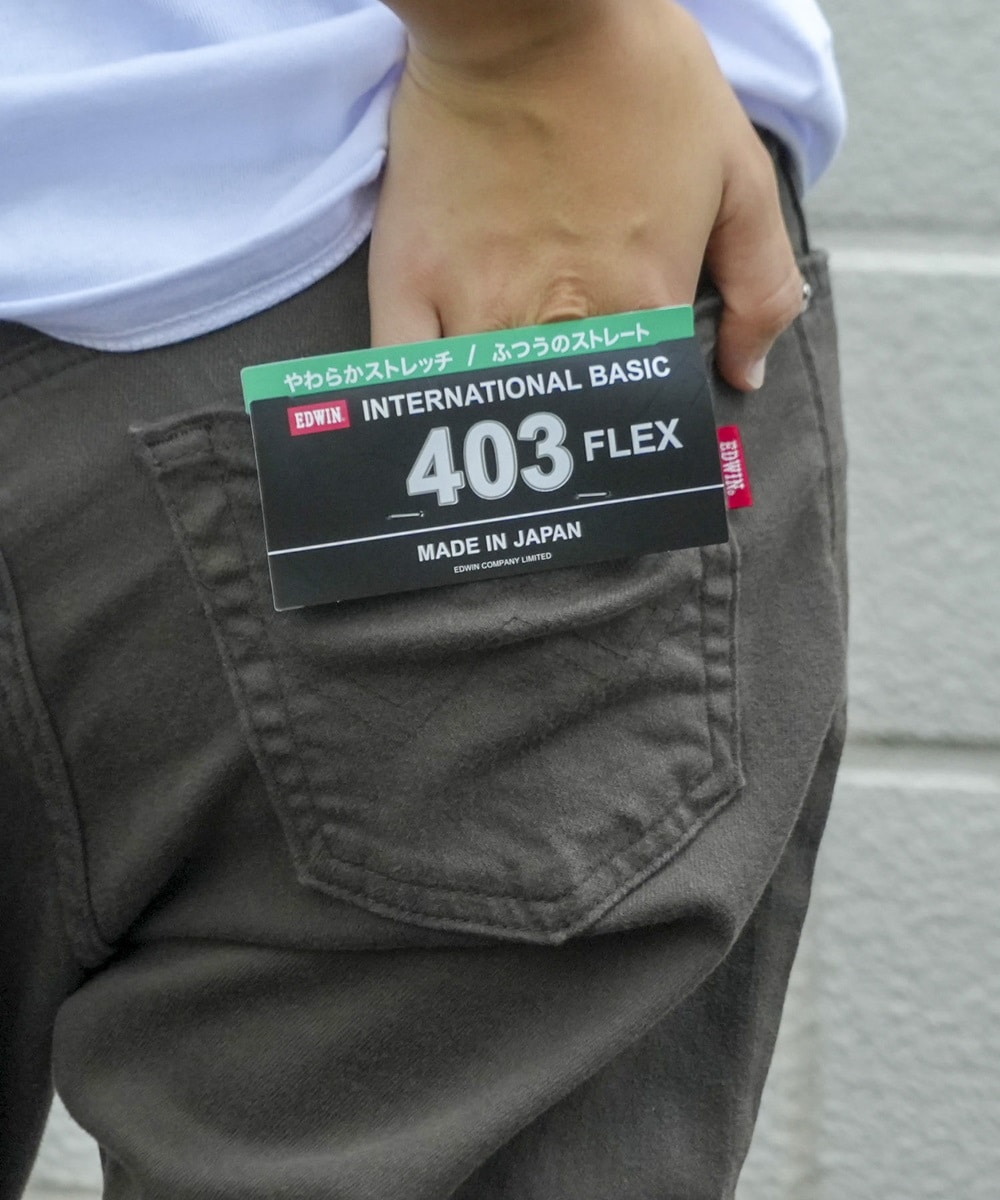 やわらかストレッチ / ふつうのストレート
EDWIN INTERNATIONAL BASIC
403 FLEX
MADE IN JAPAN
EDWIN COMPANY LIMITED
EDWIN